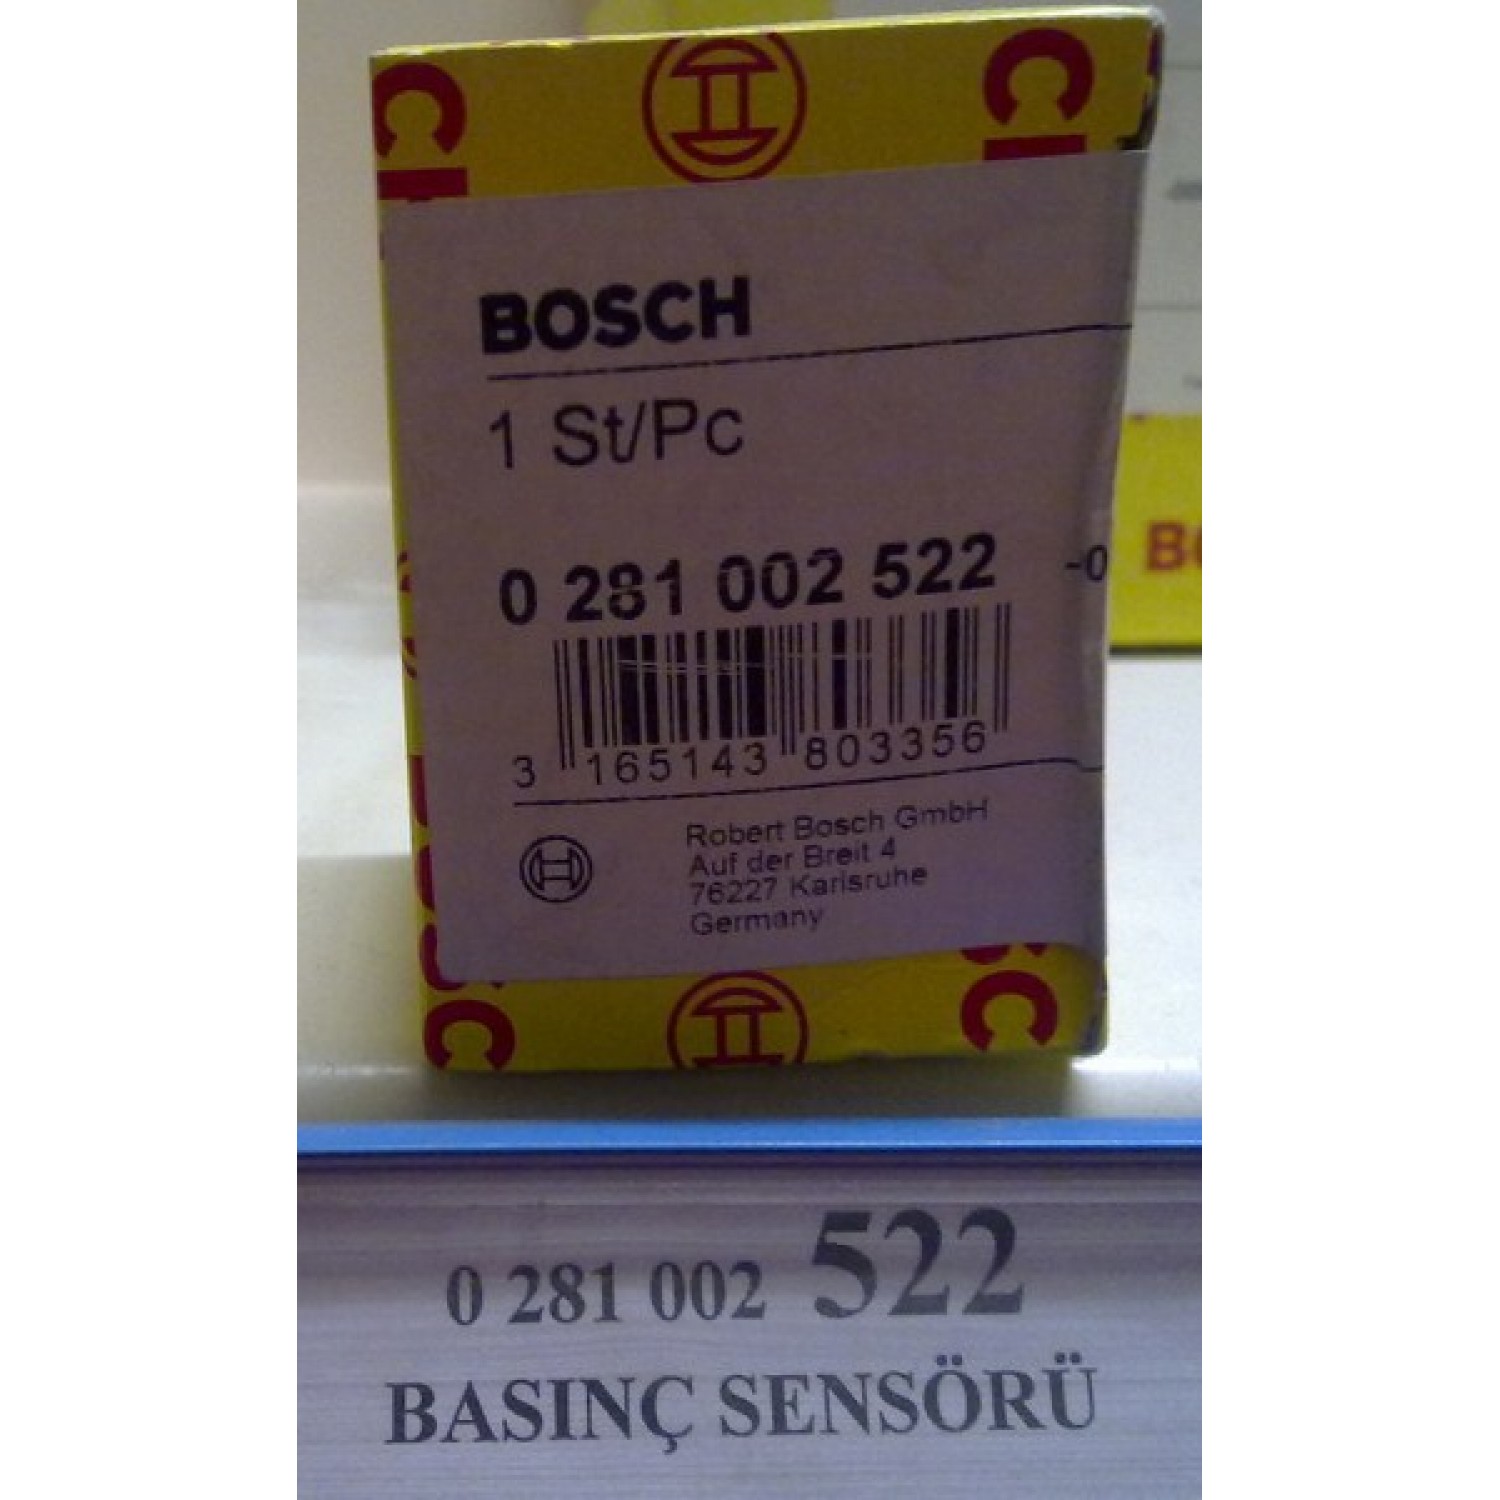 BOSCH
1 St/Pc
0 281 002 522 -0
3 165143 803356
Robert Bosch GmbH
Auf der Breit 4
76227 Karlsruhe
Germany
0 281 002 522
BASINÇ SENSÖRÜ